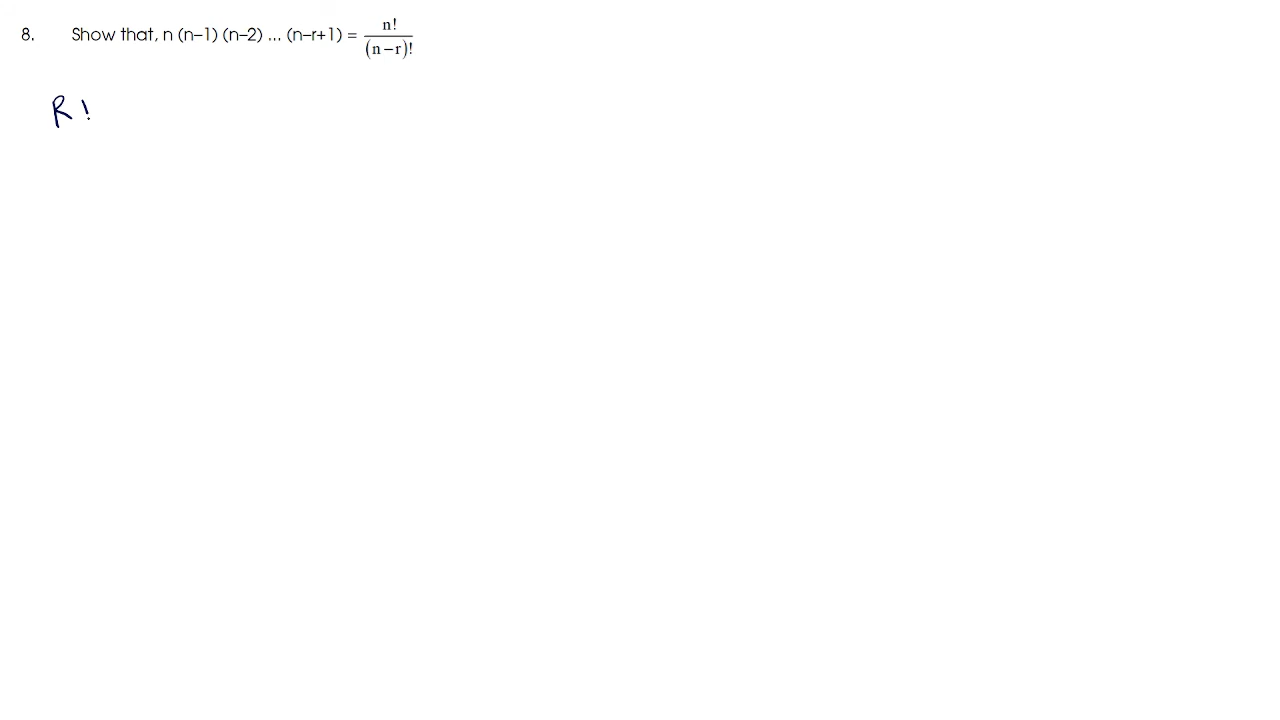 8. Show that, n (n–1) (n–2) ... (n–r+1) = n! / (n–r)!
R !